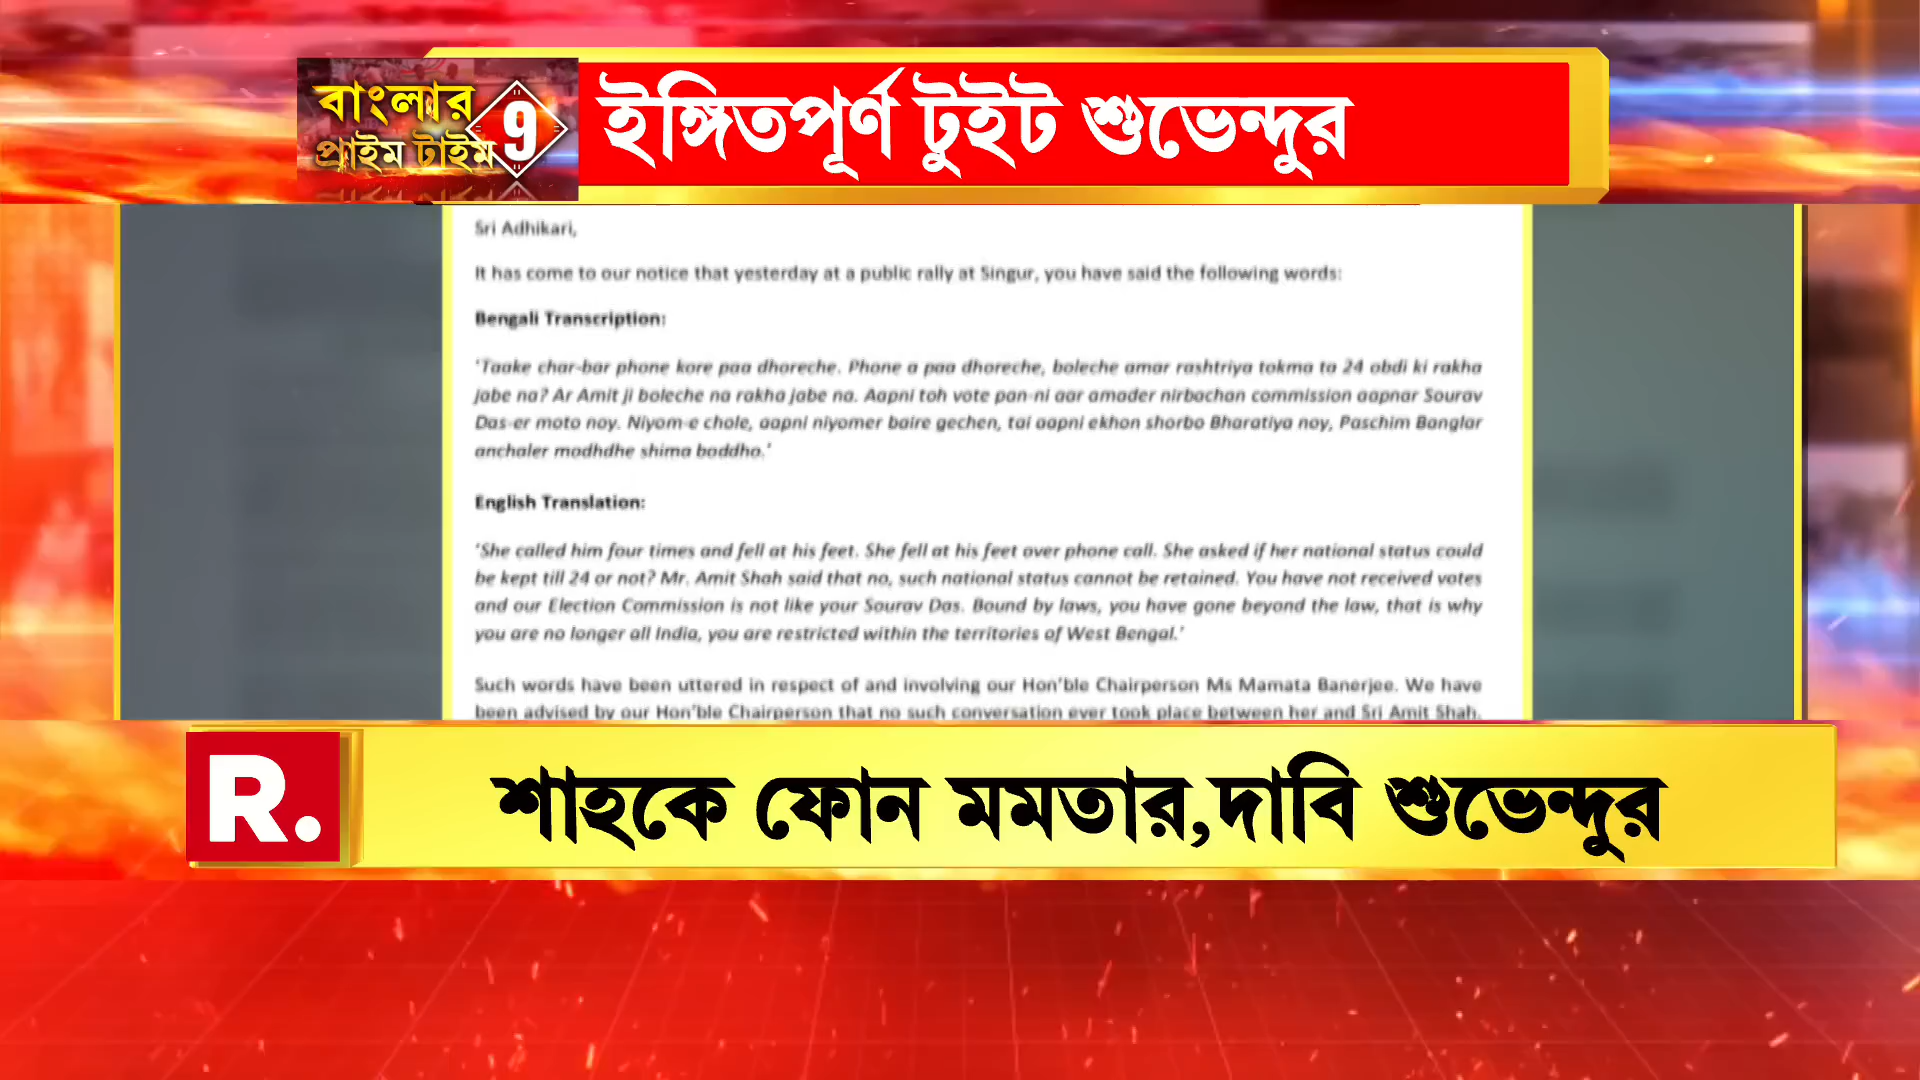 বাংলার
প্রাইম টাইম 9
ইঙ্গিতপূর্ণ টুইট শুভেন্দুর
Sri Adhikari,
It has come to our notice that yesterday at a public rally at Singur, you have said the following words:
Bengali Transcription:
'Taake char-bar phone kore paa dhoreche. Phone a paa dhoreche, boleche amar rashtriya tokma ta 24 obdi ki rakha
jabe na? Ar Amit ji boleche na rakha jabe na. Aapni toh vote pan-ni aar amader nirbachan commission aapnar Sourav
Das-er moto noy. Niyom-e chole, aapni niyomer baire gechen, tai aapni ekhon shorbo Bharatiya noy, Paschim Banglar
anchaler modhdhe shima boddho.'
English Translation:
'She called him four times and fell at his feet. She fell at his feet over phone call. She asked if her national status could
be kept till 24 or not? Mr. Amit Shah said that no, such national status cannot be retained. You have not received votes
and our Election Commission is not like your Sourav Das. Bound by laws, you have gone beyond the law, that is why
you are no longer all India, you are restricted within the territories of West Bengal.'
Such words have been uttered in respect of and involving our Hon'ble Chairperson Ms Mamata Banerjee. We have
been advised by our Hon'ble Chairperson that no such conversation ever took place between her and Sri Amit Shah.
R.
শাহকে ফোন মমতার,দাবি শুভেন্দুর